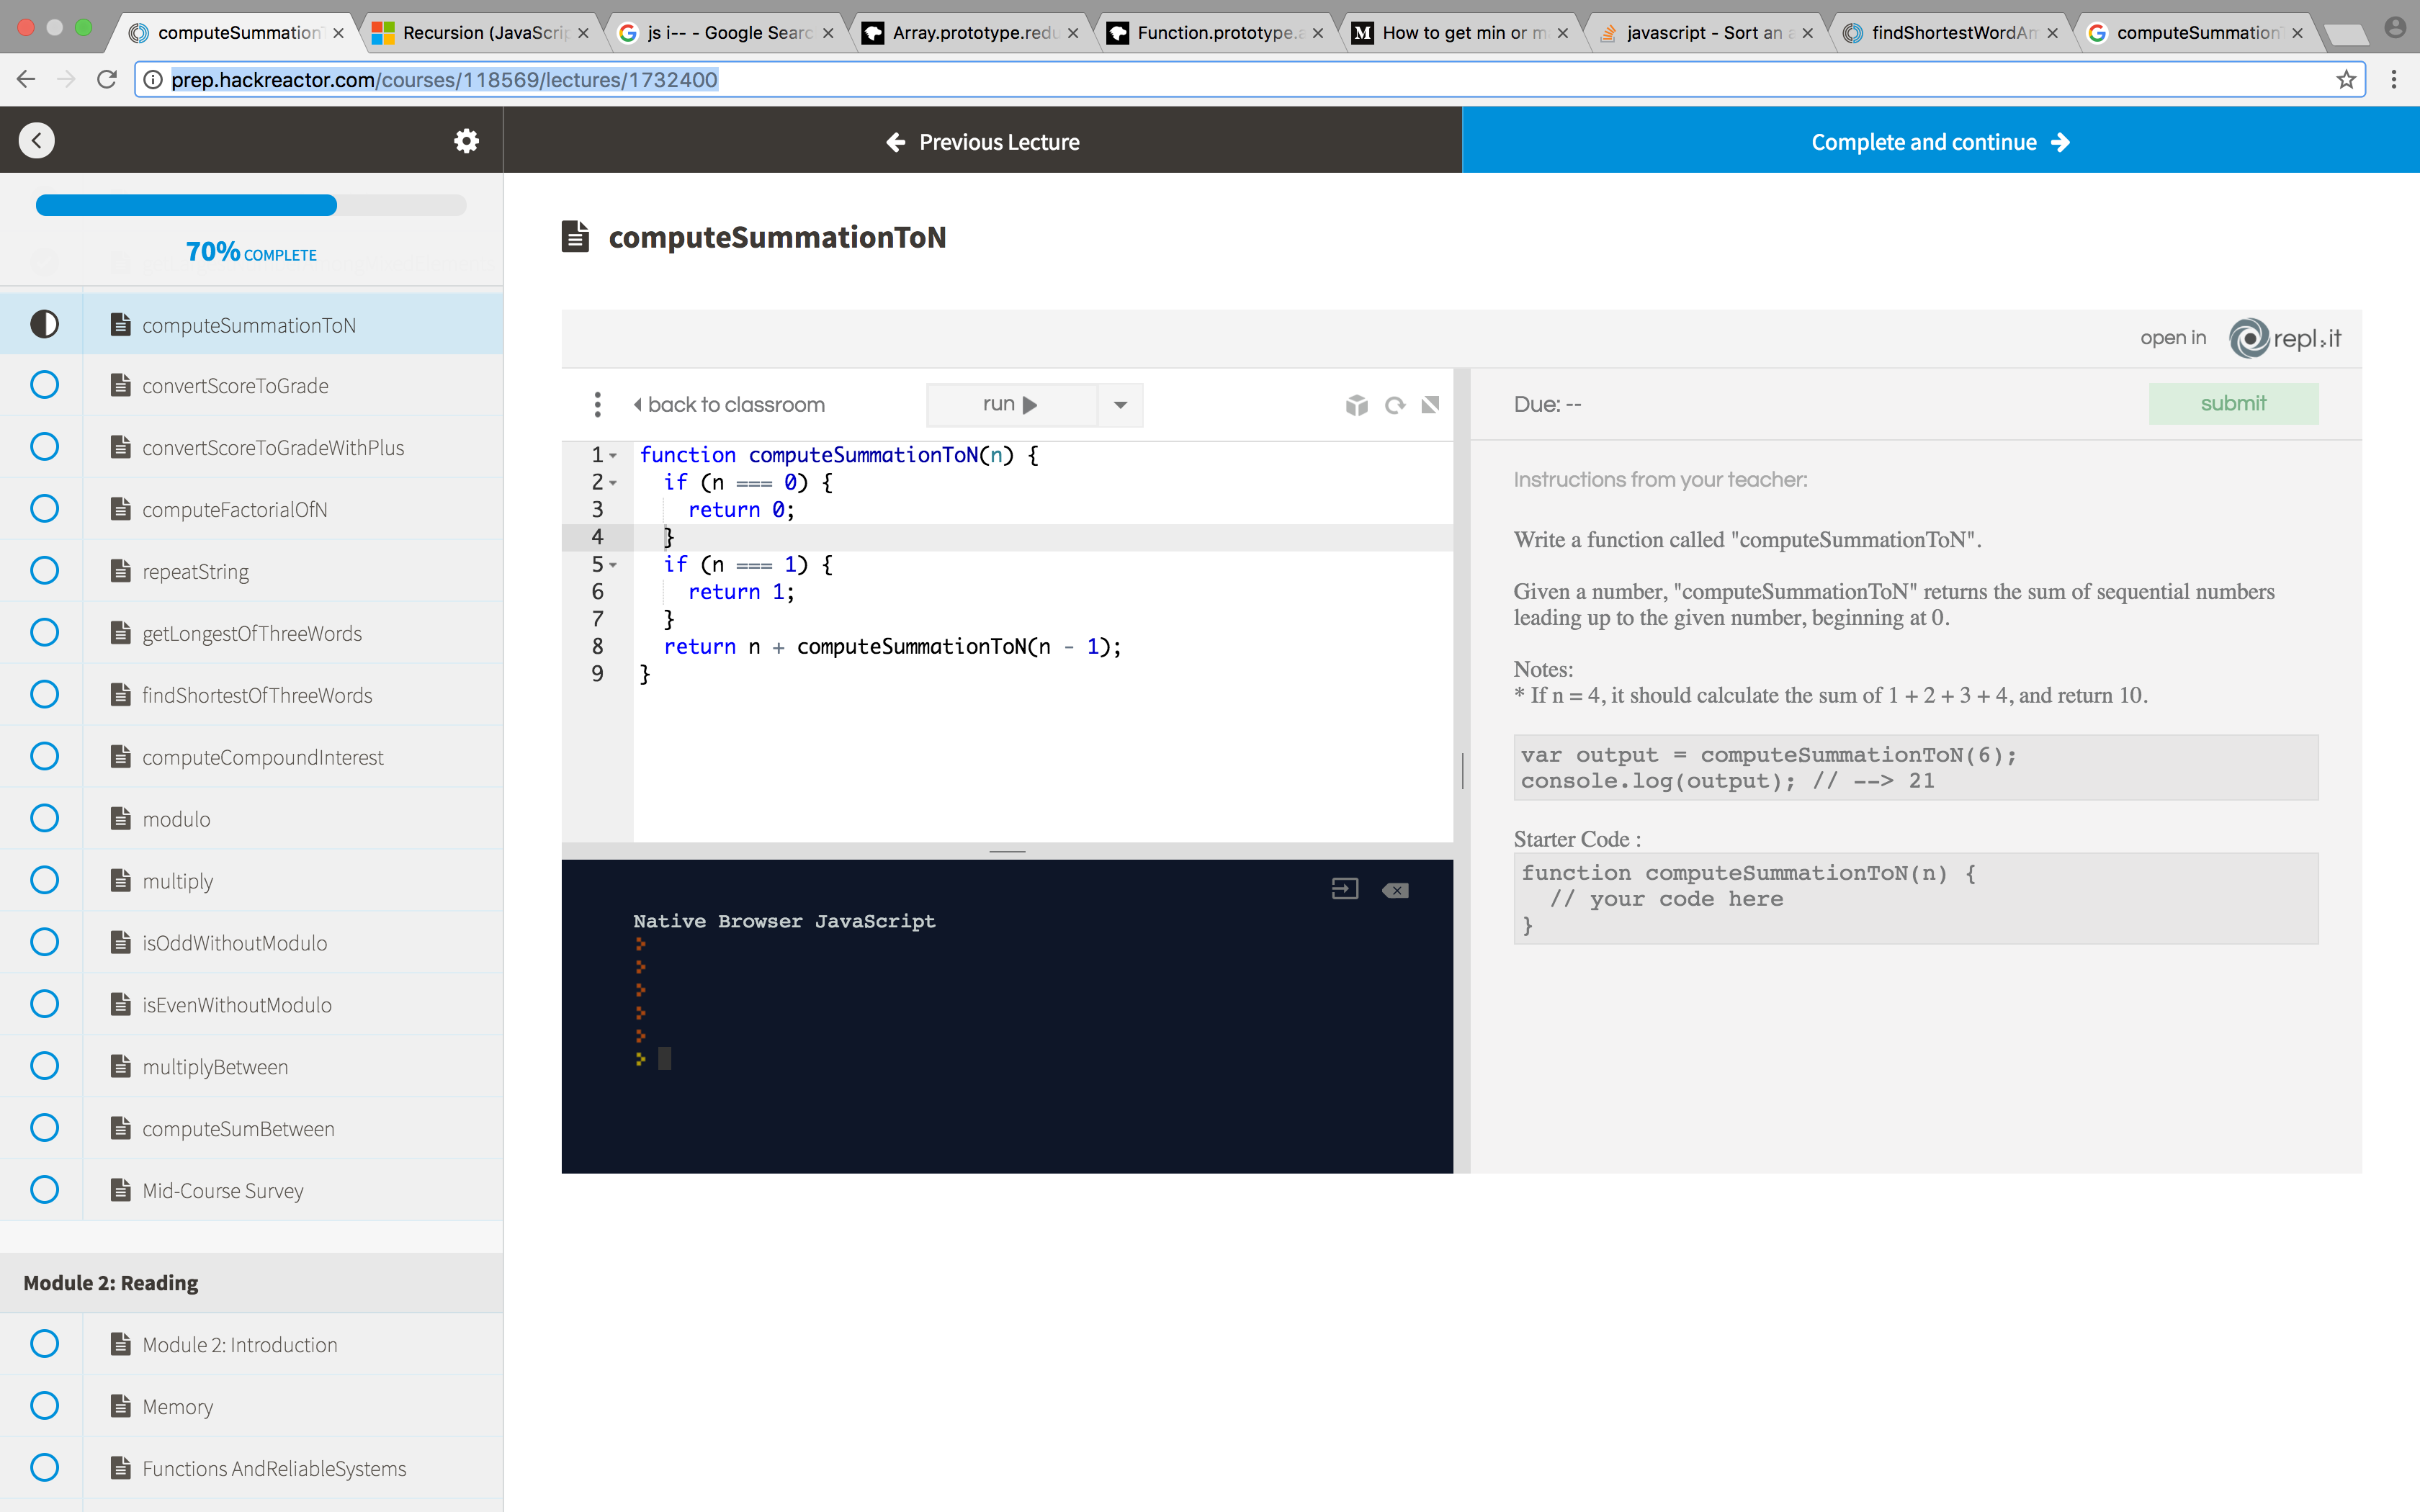 computeSummation
Recursion (JavaScrip
js i-- - Google Searc
Array.prototype.redu
Function.prototype.a
How to get min or m
javascript - Sort an a
findShortestWordAm
computeSummation
prep.hackreactor.com/courses/118569/lectures/1732400
Previous Lecture
Complete and continue
70% COMPLETE
computeSummationToN
convertScoreToGrade
convertScoreToGradeWithPlus
computeFactorialOfN
repeatString
getLongestOfThreeWords
findShortestOfThreeWords
computeCompoundInterest
modulo
multiply
isOddWithoutModulo
isEvenWithoutModulo
multiplyBetween
computeSumBetween
Mid-Course Survey
Module 2: Reading
Module 2: Introduction
Memory
Functions AndReliableSystems
computeSummationToN
open in repl.it
back to classroom
run
1 function computeSummationToN(n) {
2 if (n === 0) {
3 return 0;
4 }
5 if (n === 1) {
6 return 1;
7 }
8 return n + computeSummationToN(n - 1);
9 }
Native Browser JavaScript
>
>
>
>
>
>
Due: --
submit
Instructions from your teacher:
Write a function called "computeSummationToN".
Given a number, "computeSummationToN" returns the sum of sequential numbers
leading up to the given number, beginning at 0.
Notes:
* If n = 4, it should calculate the sum of 1 + 2 + 3 + 4, and return 10.
var output = computeSummationToN(6);
console.log(output); // --> 21
Starter Code :
function computeSummationToN(n) {
// your code here
}